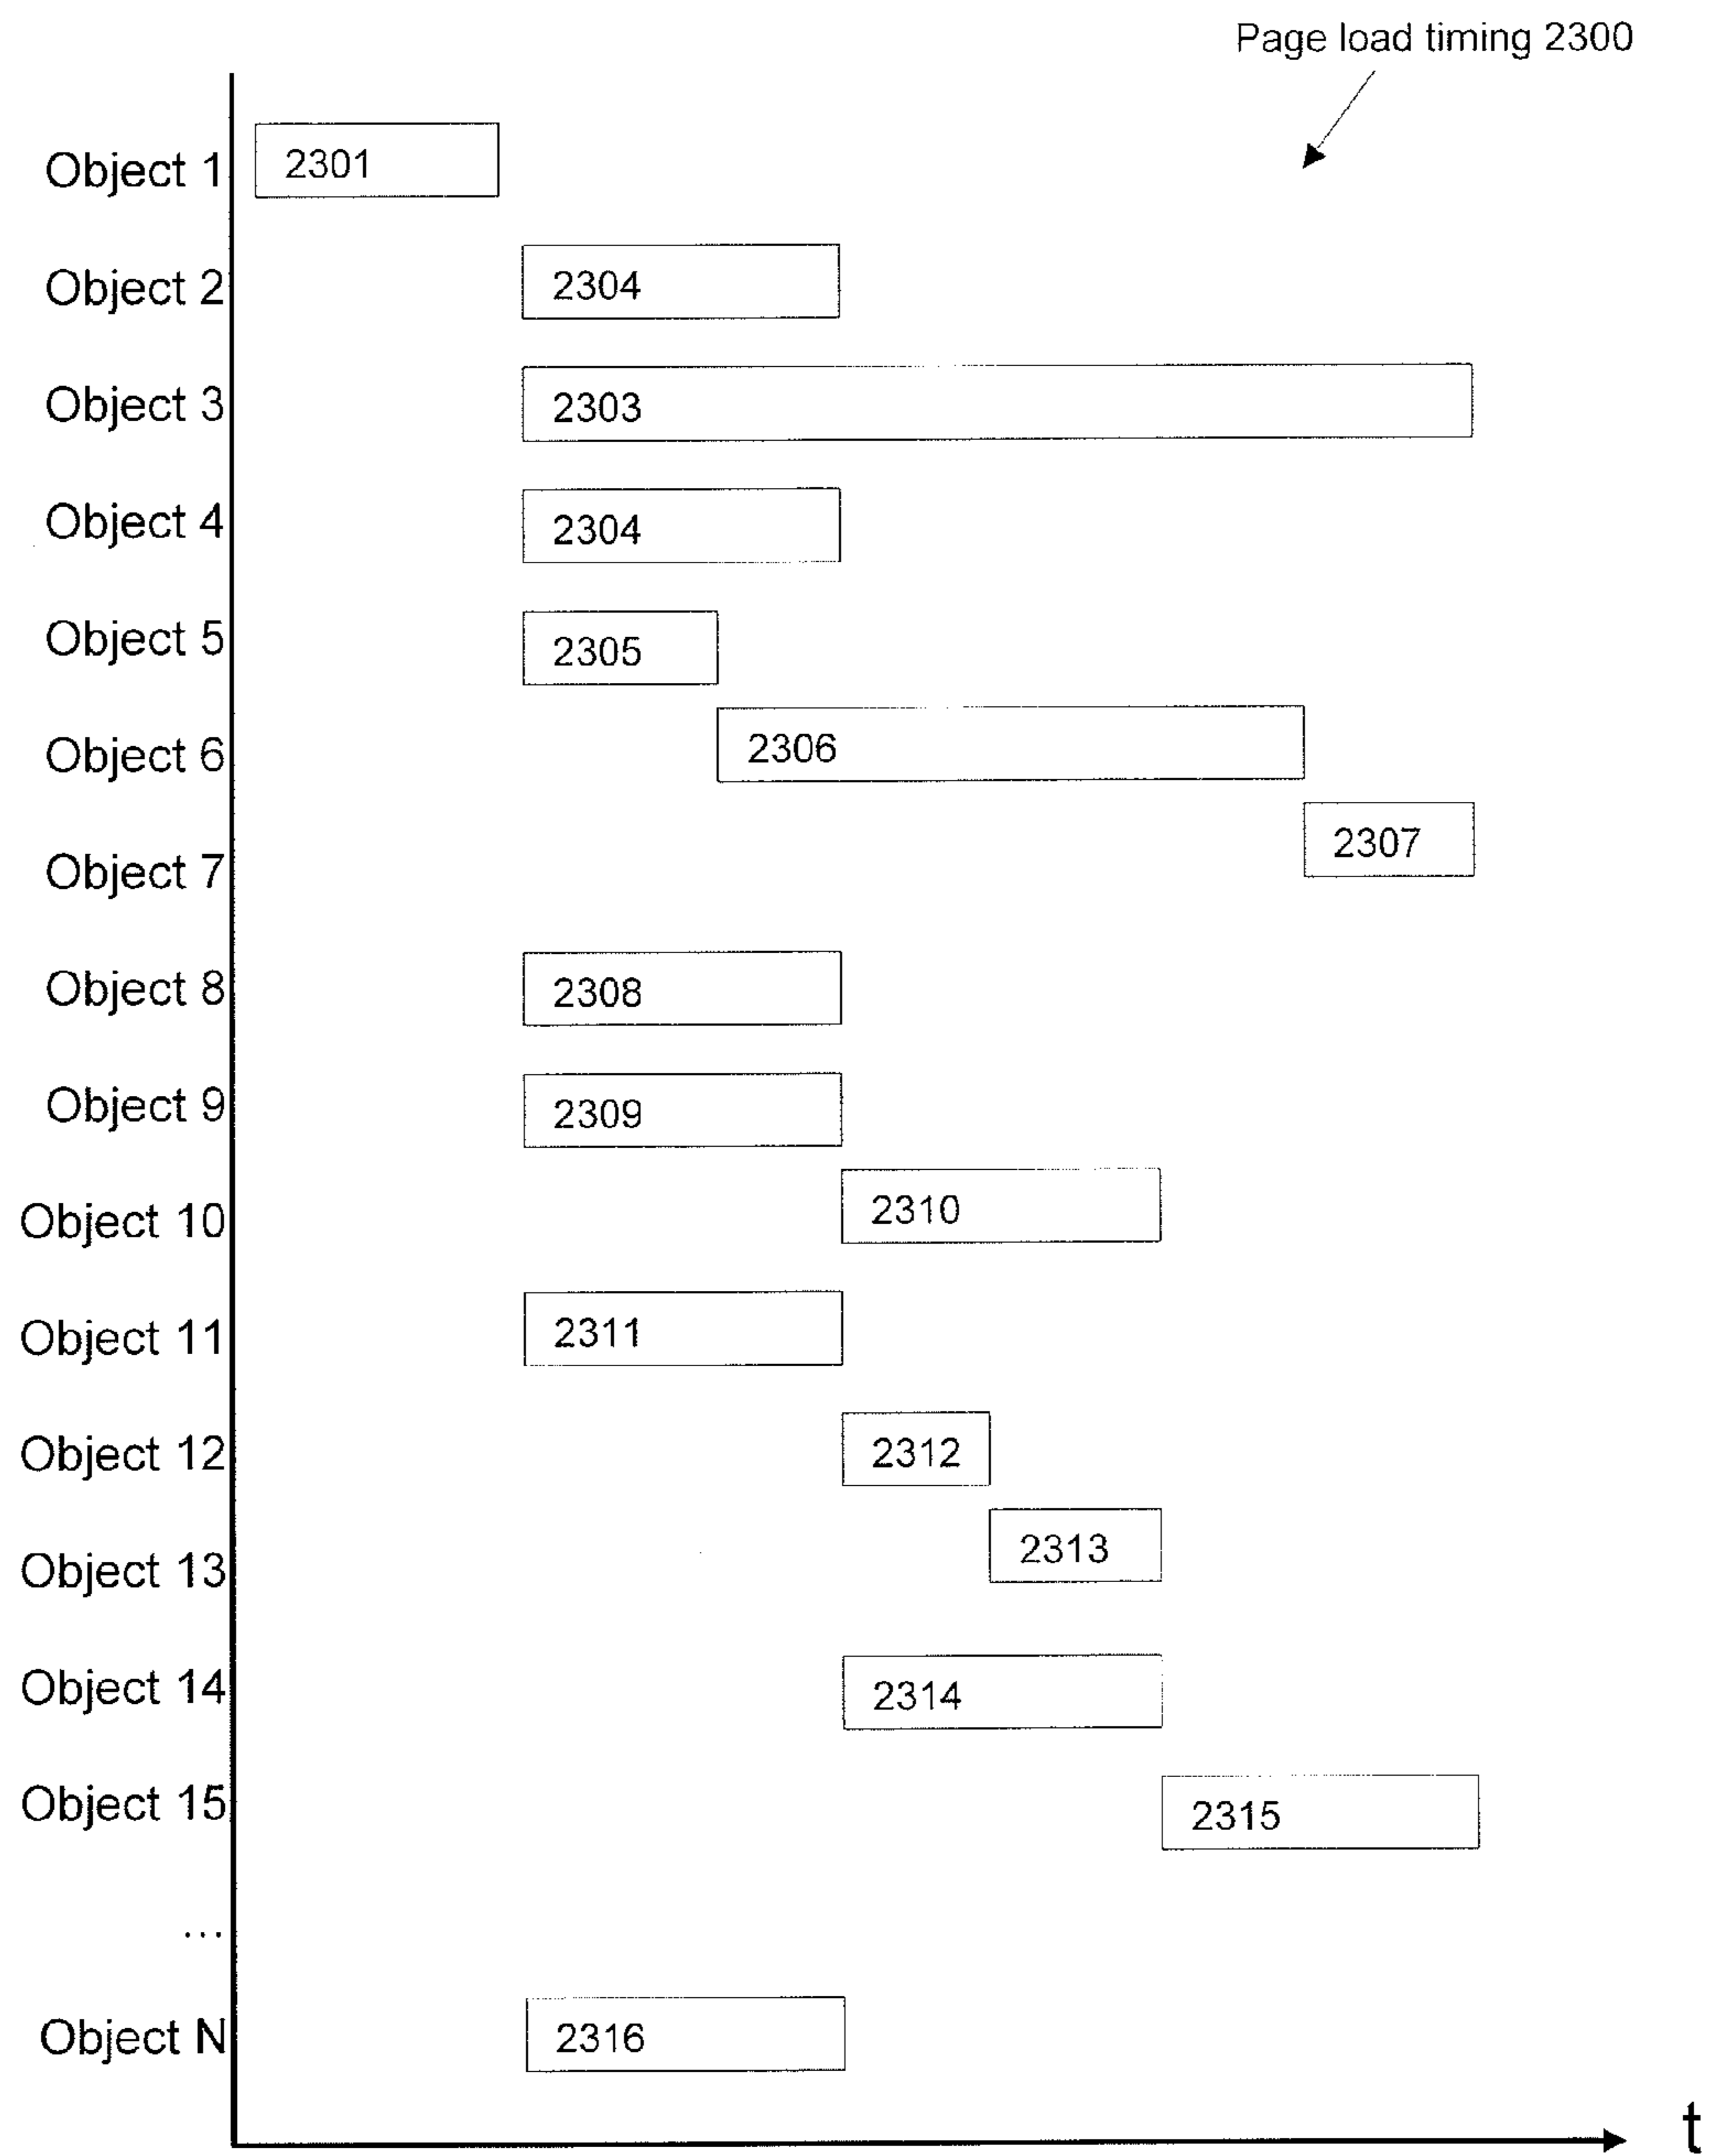 Page load timing 2300
Object 1 2301
Object 2 2304
Object 3 2303
Object 4 2304
Object 5 2305
Object 6 2306
Object 7 2307
Object 8 2308
Object 9 2309
Object 10 2310
Object 11 2311
Object 12 2312
Object 13 2313
Object 14 2314
Object 15 2315
...
Object N 2316
t